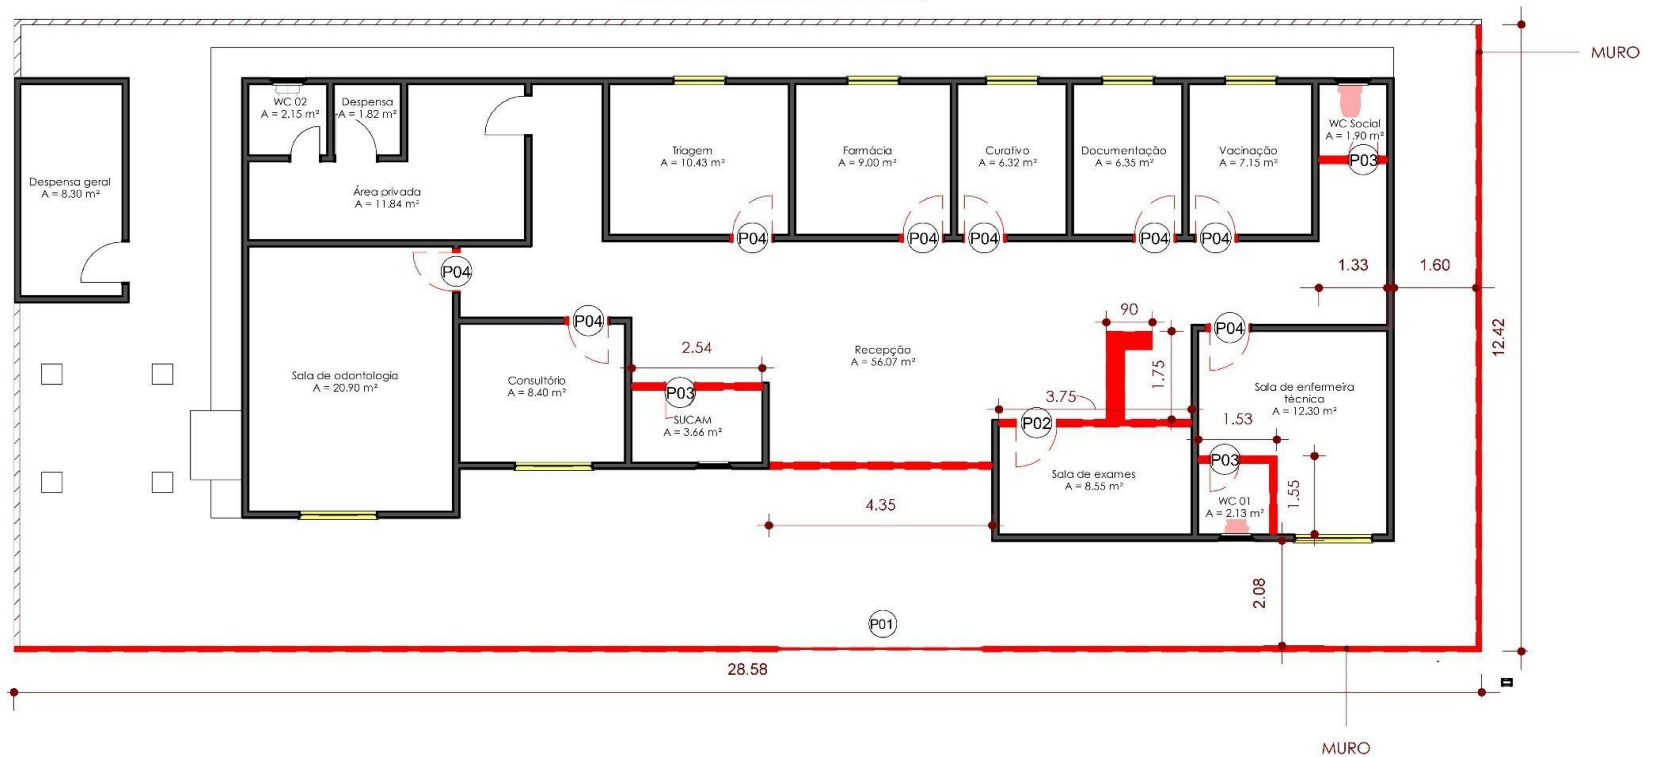 MURO
WC 02
A = 2.15 m²
Despensa
A = 1.82 m²
Despensa geral
A = 8.30 m²
Área privada
A = 11.84 m²
Triagem
A = 10.43 m²
Farmácia
A = 9.00 m²
Curativo
A = 6.32 m²
Documentação
A = 6.35 m²
Vacinação
A = 7.15 m²
WC Social
A = 1.90 m²
P03
P04
P04
P04
P04
P04
P04
1.33
1.60
12.42
P04
P04
90
2.54
1.75
Recepção
A = 56.07 m²
Sala de odontologia
A = 20.90 m²
Consultório
A = 8.40 m²
P03
SUCAM
A = 3.66 m²
3.75
P02
Sala de enfermeira
técnica
A = 12.30 m²
1.53
P03
Sala de exames
A = 8.55 m²
WC 01
A = 2.13 m²
1.55
4.35
2.08
P01
28.58
MURO